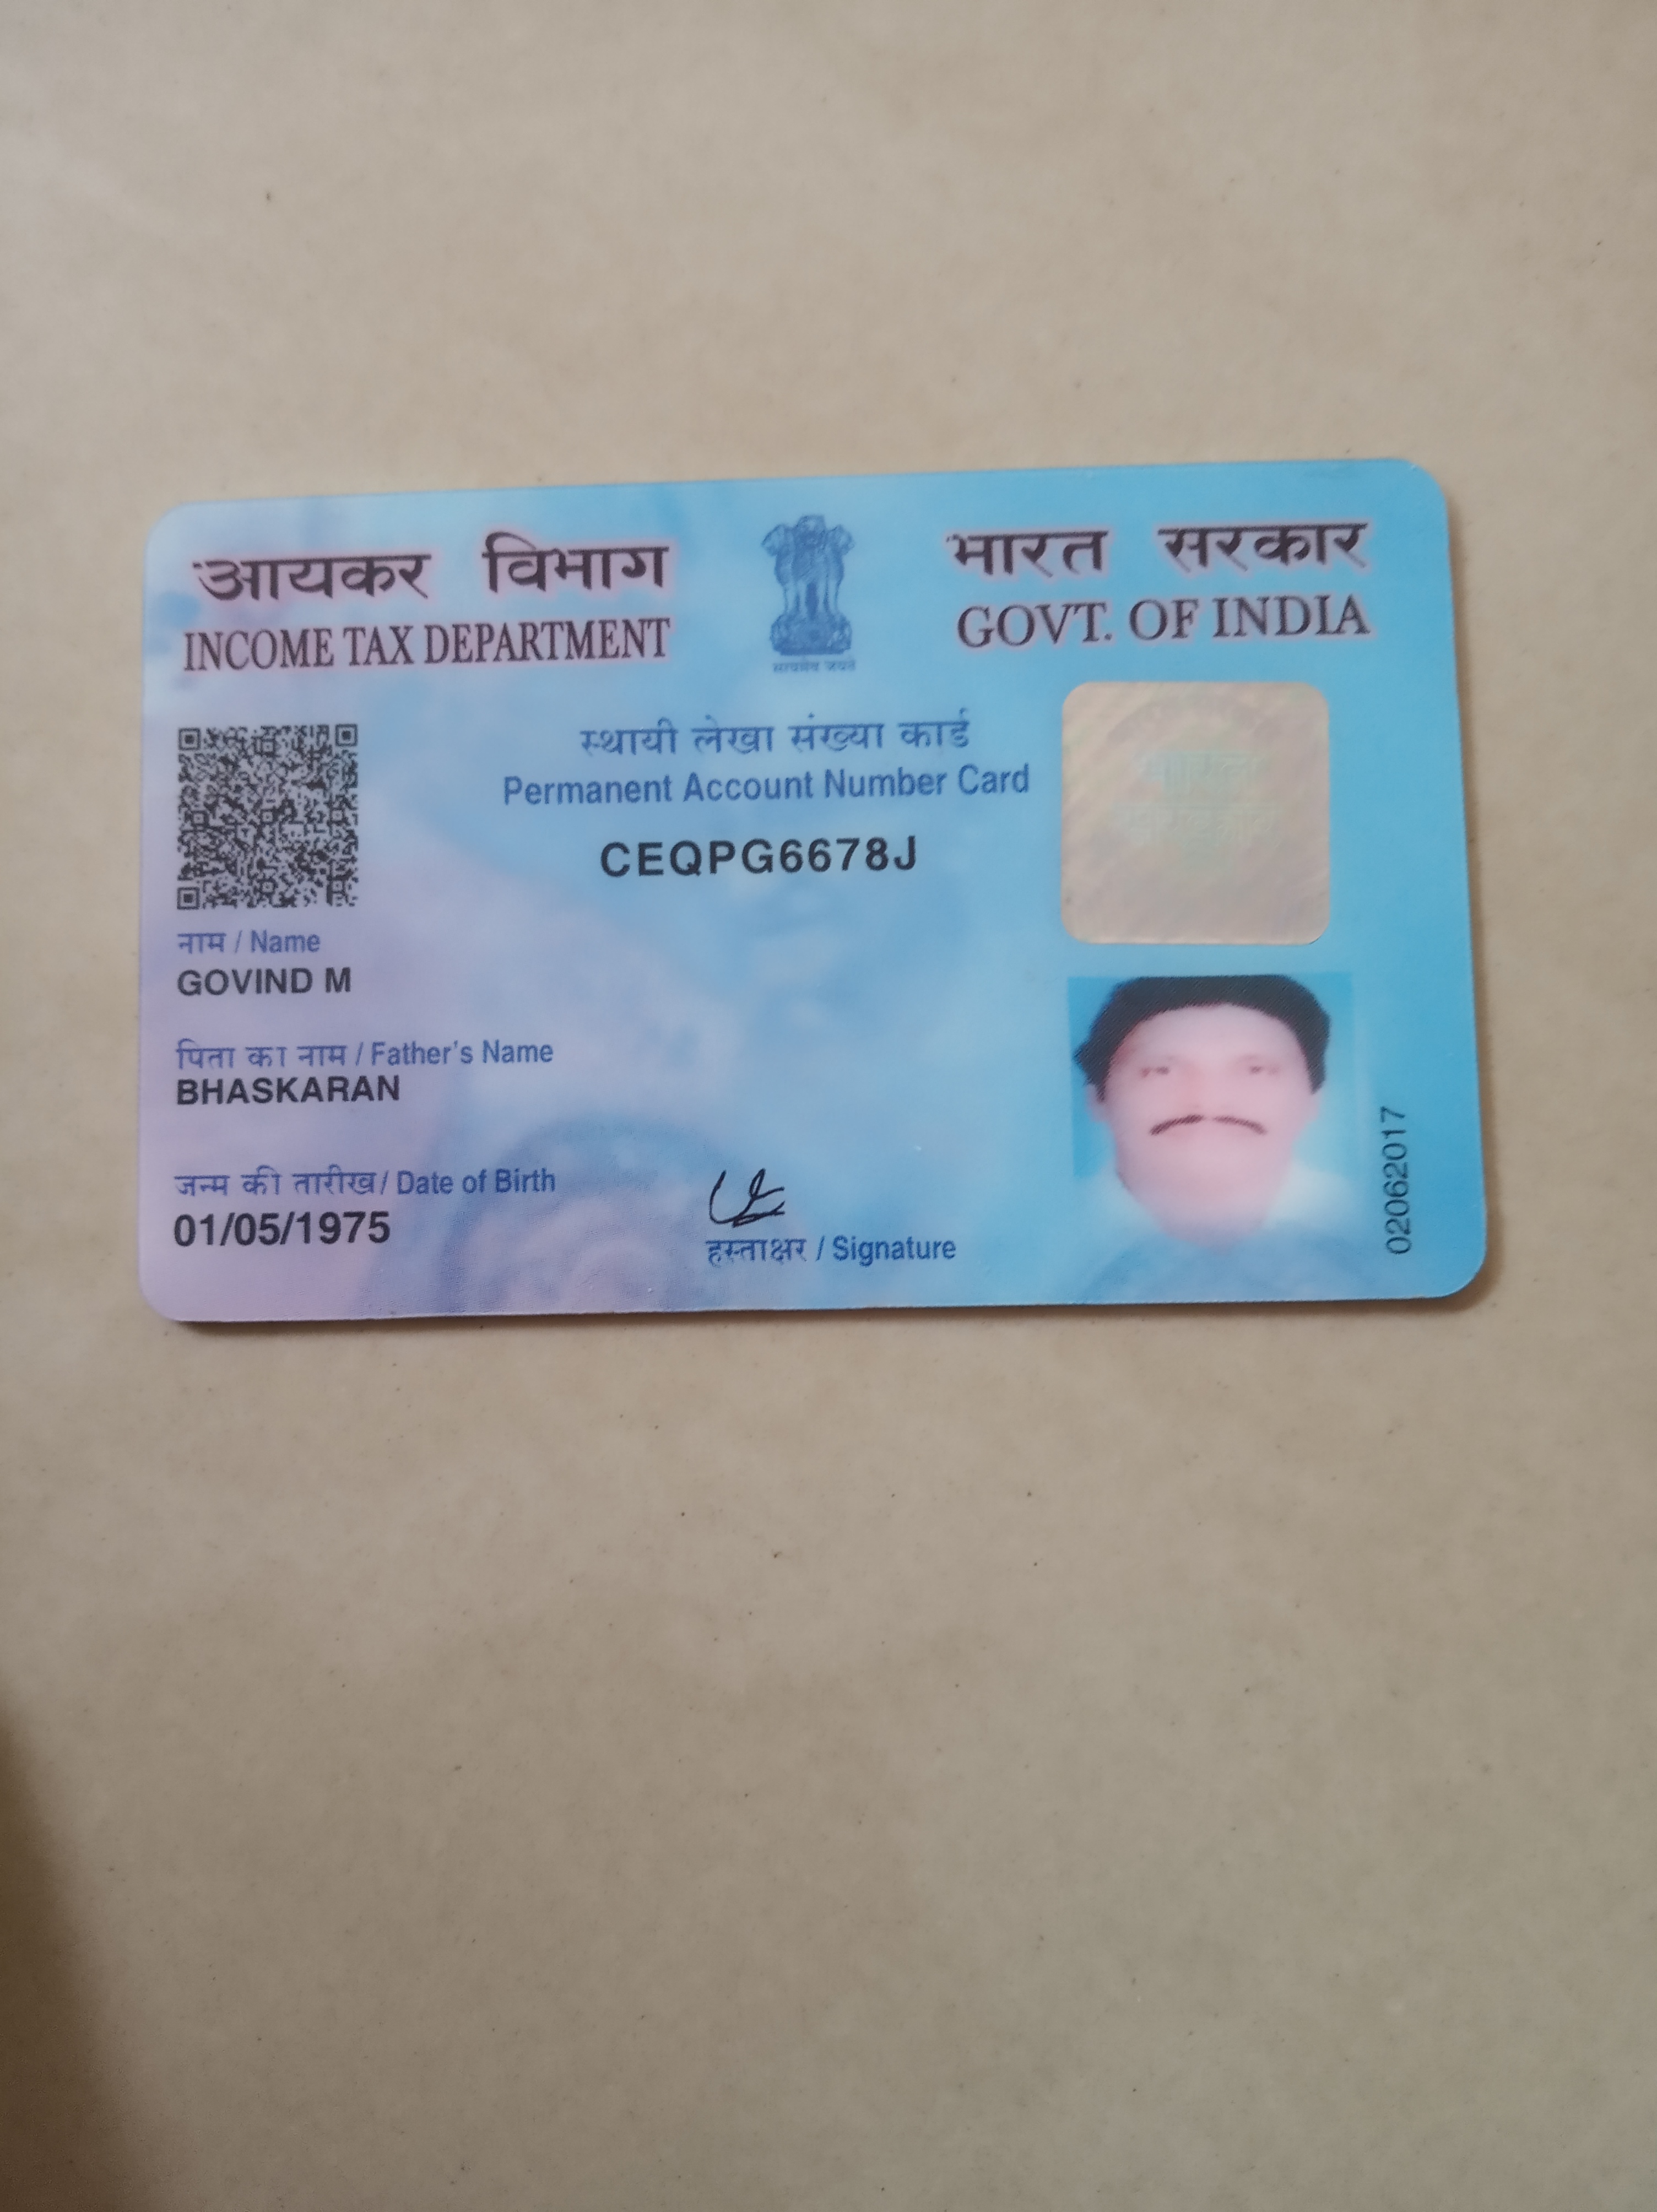 आयकर विभाग
INCOME TAX DEPARTMENT
सत्यमेव जयते
भारत सरकार
GOVT. OF INDIA
स्थायी लेखा संख्या कार्ड
Permanent Account Number Card
CEQPG6678J
नाम / Name
GOVIND M
पिता का नाम / Father's Name
BHASKARAN
जन्म की तारीख / Date of Birth
01/05/1975
हस्ताक्षर / Signature
02062017